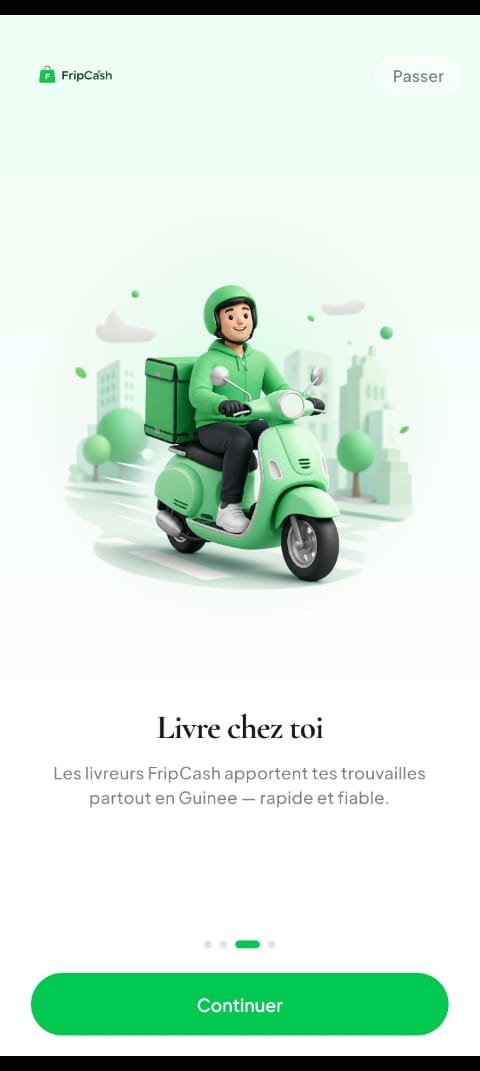 F
FripCash
Passer
Livre chez toi
Les livreurs FripCash apportent tes trouvailles
partout en Guinee — rapide et fiable.
Continuer